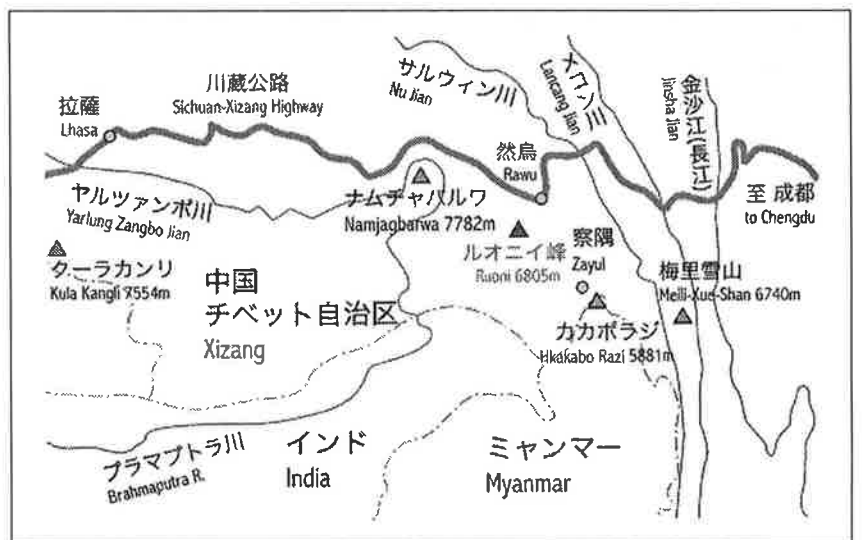 サルウィン川
Nu Jian
メコン川
Lancang Jian
金沙江(長江)
Jinsha Jian
川蔵公路
Sichuan-Xizang Highway
拉薩
Lhasa
然烏
Rawu
至 成都
to Chengdu
ヤルツァンポ川
Yarlung Zangbo Jian
ナムチャバルワ
Namjagbarwa 7782m
ルオニイ峰
Ruoni 6805m
察隅
Zayul
梅里雪山
Meili-Xue-Shan 6740m
クーラカンリ
Kula Kangli 7554m
中国
チベット自治区
Xizang
カカボラジ
Hkakabo Razi 5881m
ブラマプトラ川
Brahmaputra R.
インド
India
ミャンマー
Myanmar